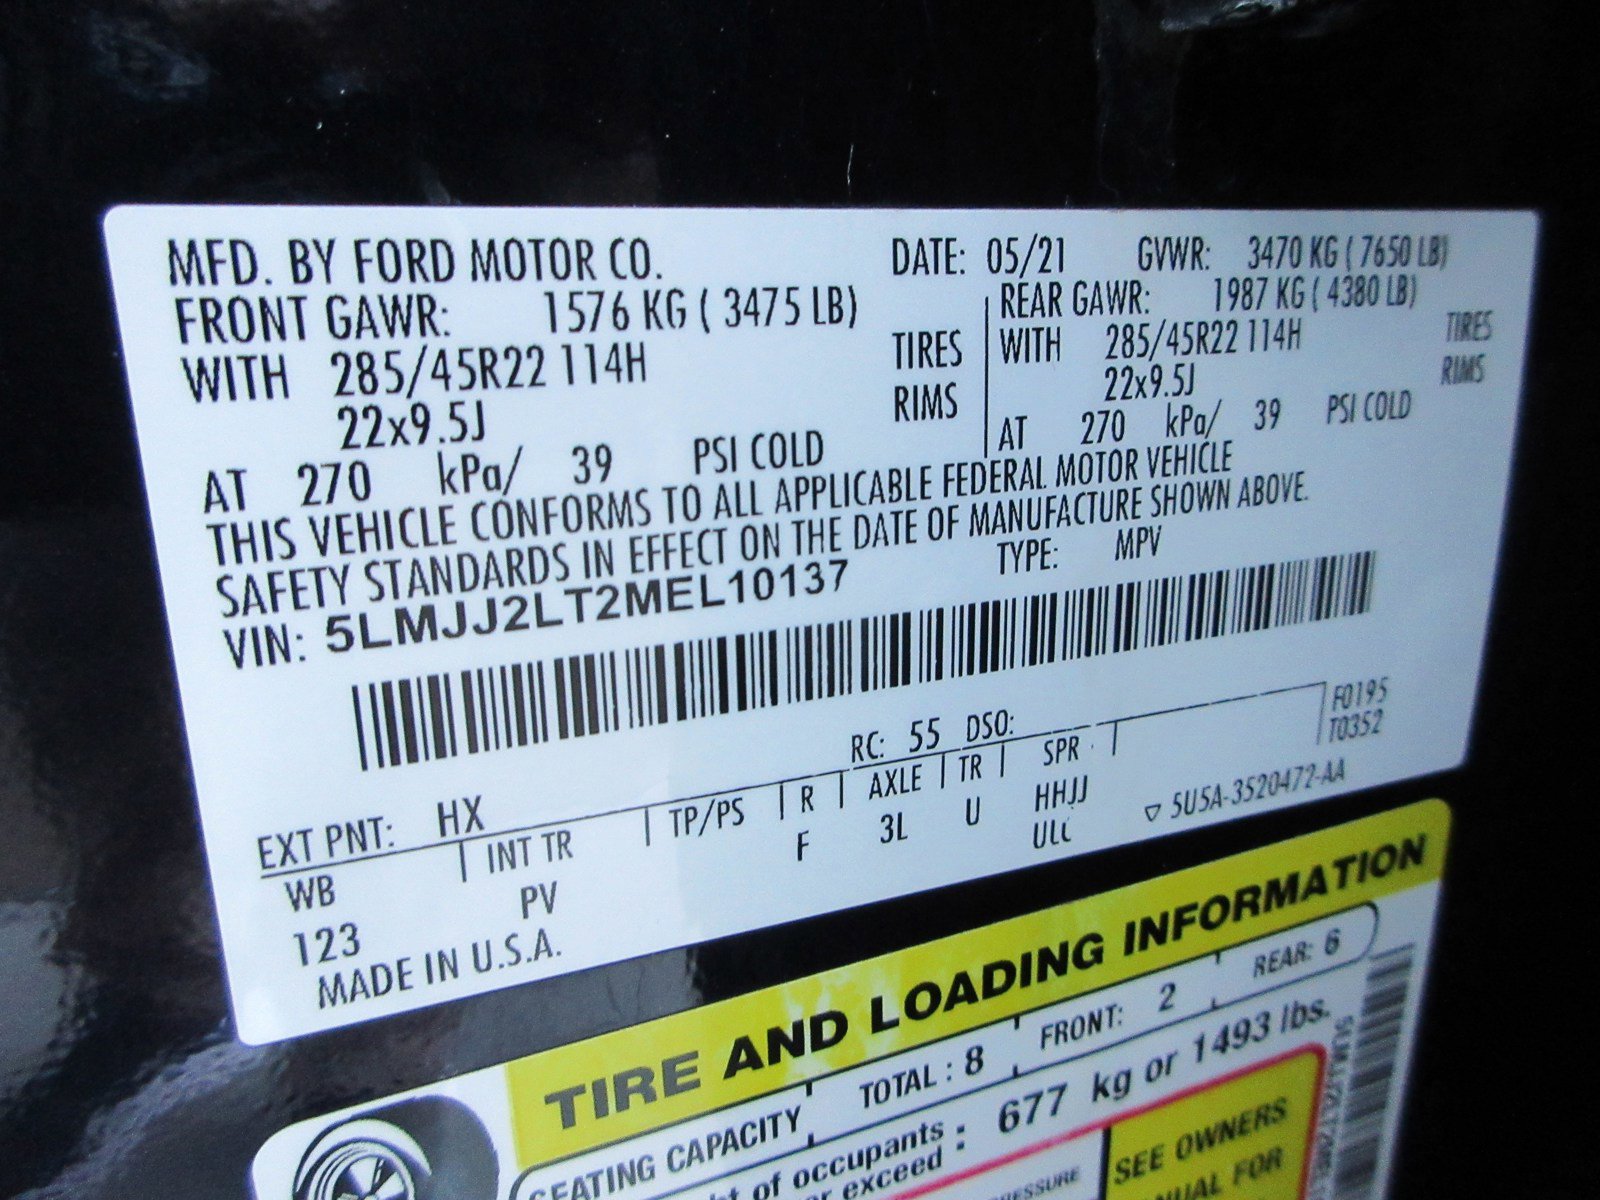 MFD. BY FORD MOTOR CO. DATE: 05/21 GVWR: 3470 KG ( 7650 LB)
FRONT GAWR: 1576 KG ( 3475 LB) REAR GAWR: 1987 KG ( 4380 LB)
WITH 285/45R22 114H TIRES WITH 285/45R22 114H TIRES
22x9.5J RIMS 22x9.5J RIMS
AT 270 kPa/ 39 PSI COLD AT 270 kPa/ 39 PSI COLD
THIS VEHICLE CONFORMS TO ALL APPLICABLE FEDERAL MOTOR VEHICLE
SAFETY STANDARDS IN EFFECT ON THE DATE OF MANUFACTURE SHOWN ABOVE.
VIN: 5LMJJ2LT2MEL10137 TYPE: MPV
F0195
T0352
EXT PNT: HX RC: 55 DSO:
WB INT TR TP/PS R AXLE TR SPR
123 PV F 3L U HHJJ
ULC
MADE IN U.S.A. ▽ 5U5A-3520472-AA
TIRE AND LOADING INFORMATION
SEATING CAPACITY TOTAL : 8 FRONT: 2 REAR: 6
of occupants : 677 kg or 1493 lbs.
exceed :
SEE OWNERS
FOR